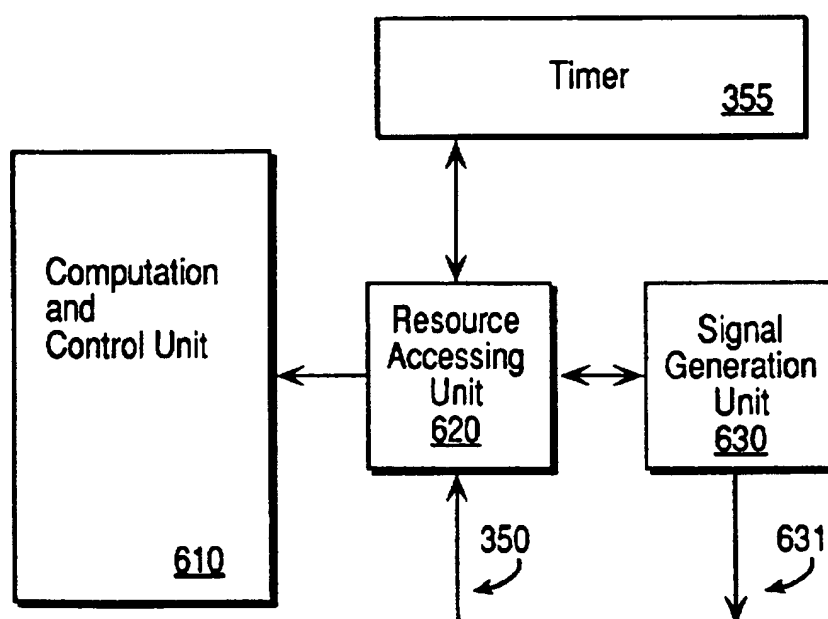 Timer
355
Computation
and
Control Unit
610
Resource
Accessing
Unit
620
Signal
Generation
Unit
630
350
631